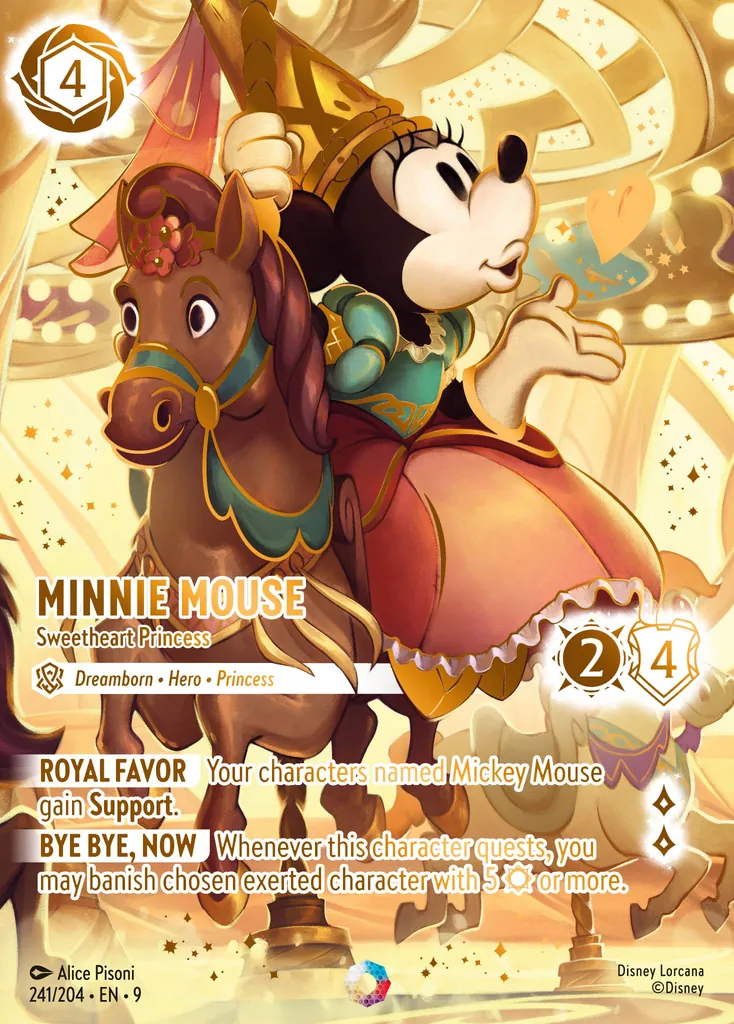 4
MINNIE MOUSE
Sweetheart Princess
Dreamborn • Hero • Princess
2 4
ROYAL FAVOR Your characters named Mickey Mouse
gain Support.
BYE BYE, NOW Whenever this character quests, you
may banish chosen exerted character with 5 or more.
Alice Pisoni
241/204 • EN • 9
Disney Lorcana
©Disney